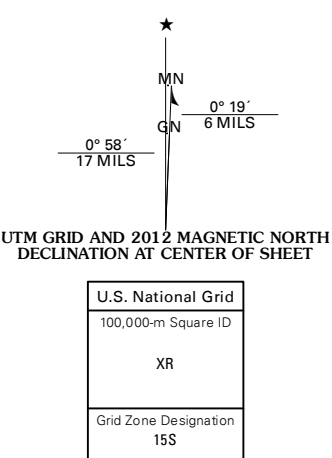 ★
MN
0° 19´
GN
6 MILS
0° 58´
17 MILS
UTM GRID AND 2012 MAGNETIC NORTH
DECLINATION AT CENTER OF SHEET
U.S. National Grid
100,000-m Square ID
XR
Grid Zone Designation
15S